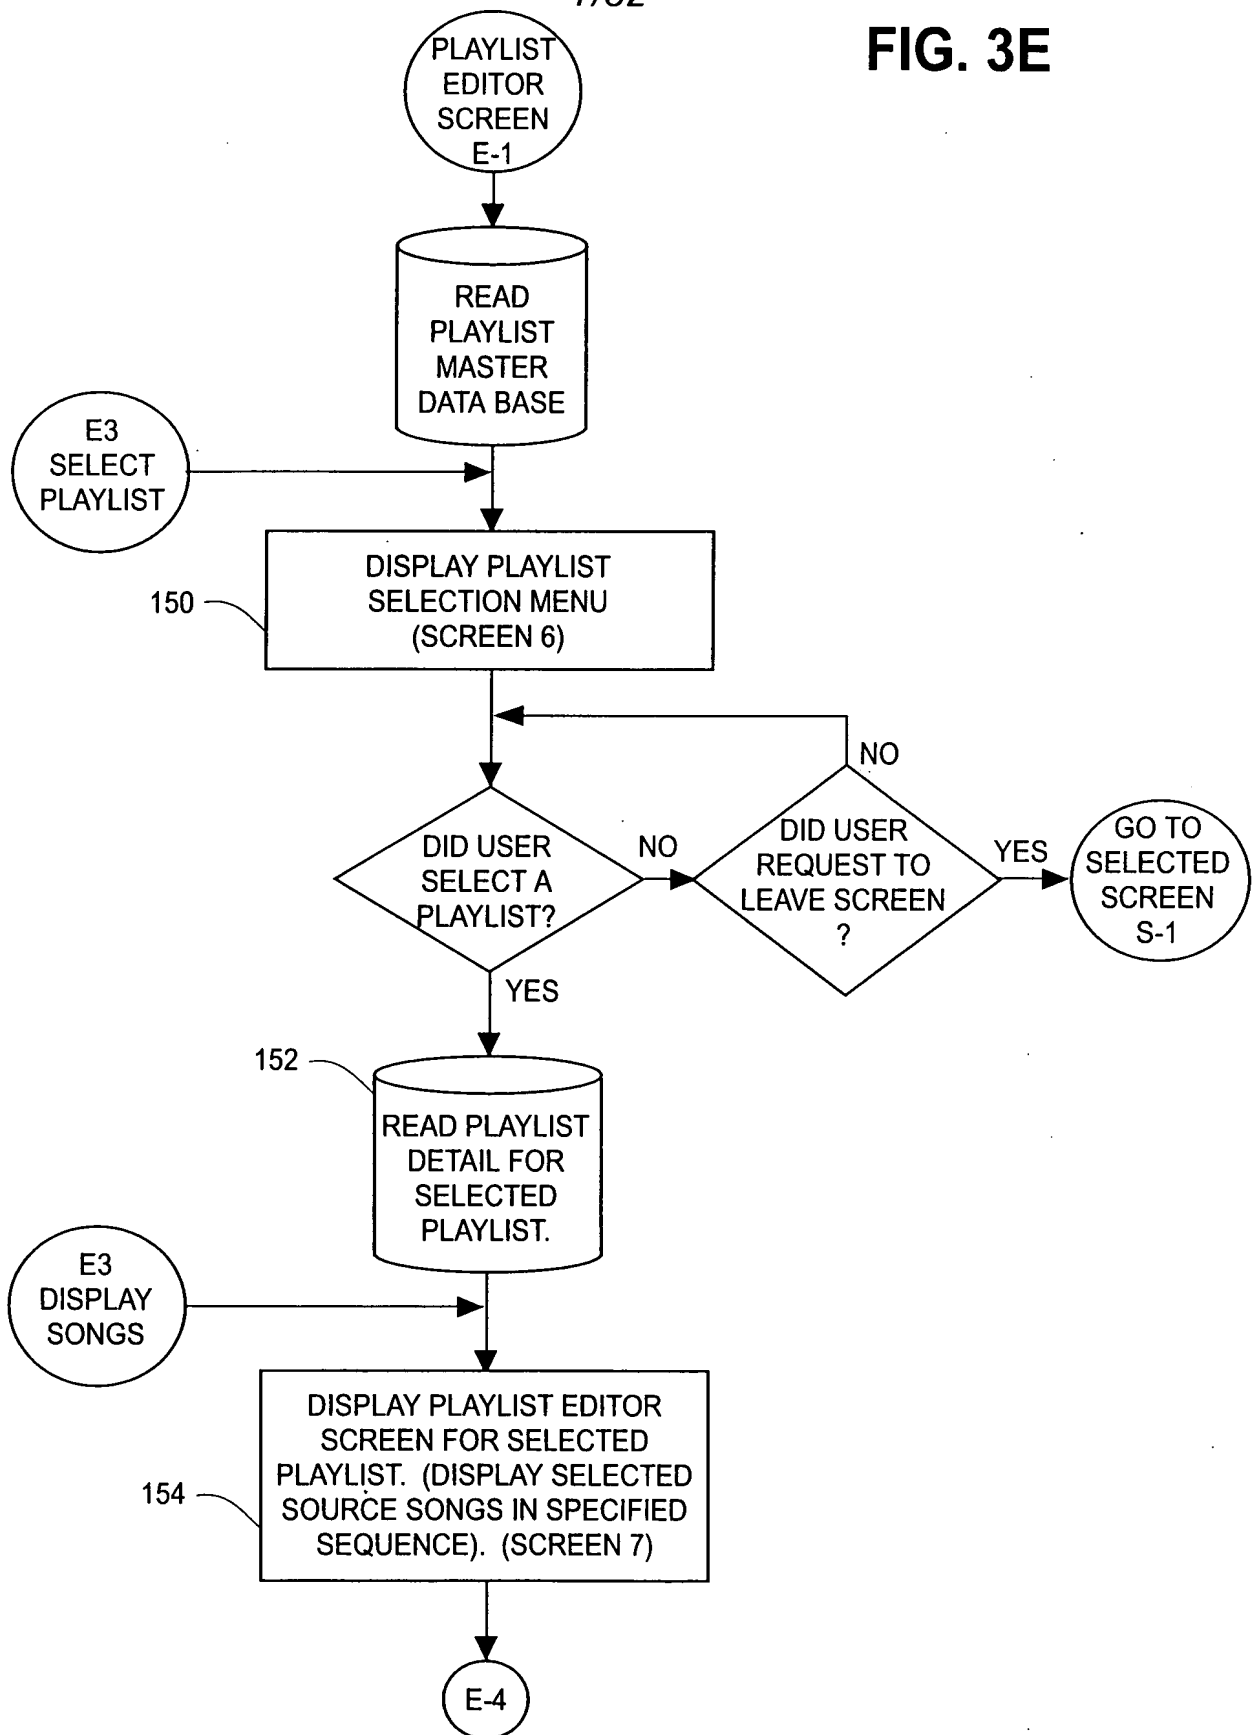 FIG. 3E
PLAYLIST
EDITOR
SCREEN
E-1
READ
PLAYLIST
MASTER
DATA BASE
E3
SELECT
PLAYLIST
150
DISPLAY PLAYLIST
SELECTION MENU
(SCREEN 6)
DID USER
SELECT A
PLAYLIST?
NO
DID USER
REQUEST TO
LEAVE SCREEN
?
NO
YES
GO TO
SELECTED
SCREEN
S-1
YES
152
READ PLAYLIST
DETAIL FOR
SELECTED
PLAYLIST.
E3
DISPLAY
SONGS
154
DISPLAY PLAYLIST EDITOR
SCREEN FOR SELECTED
PLAYLIST. (DISPLAY SELECTED
SOURCE SONGS IN SPECIFIED
SEQUENCE). (SCREEN 7)
E-4